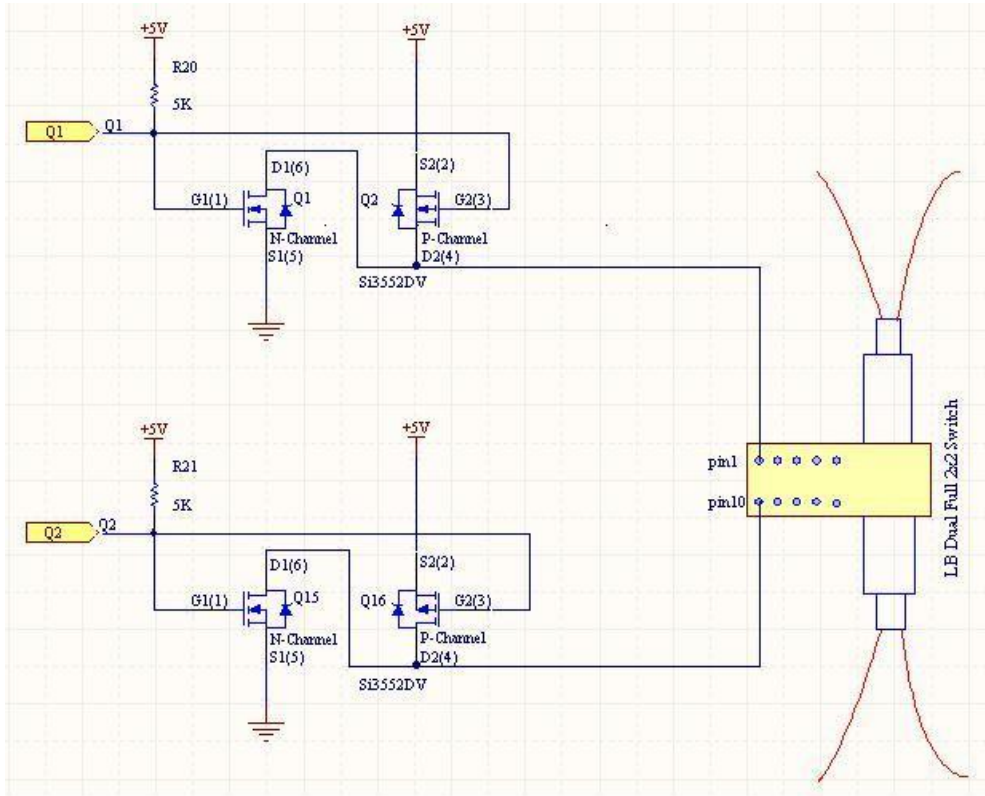 +5V
+5V
R20
5K
Q1
Q1
D1(6)
S2(2)
G1(1)
Q1
Q2
G2(3)
N-Channel
S1(5)
P-Channel
D2(4)
Si3552DV
+5V
+5V
R21
5K
Q2
Q2
D1(6)
S2(2)
G1(1)
Q15
Q16
G2(3)
N-Channel
S1(5)
P-Channel
D2(4)
Si3552DV
pin1
pin10
LB Dual Full 2x2 Switch